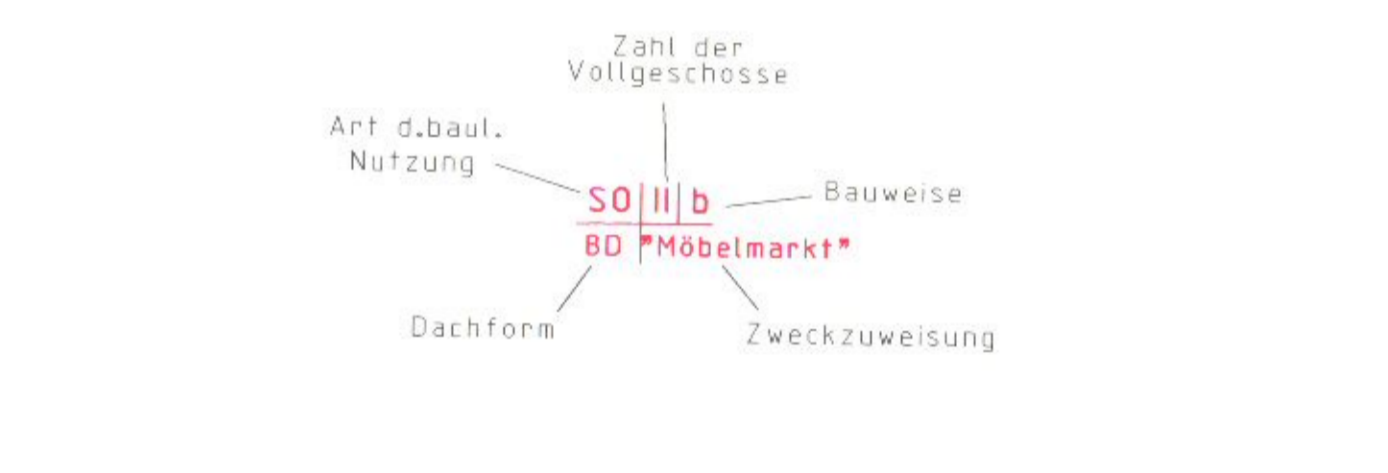 Zahl der
Vollgeschosse
Art d.baul.
Nutzung
SO II b
Bauweise
BD "Möbelmarkt"
Dachform
Zweckzuweisung